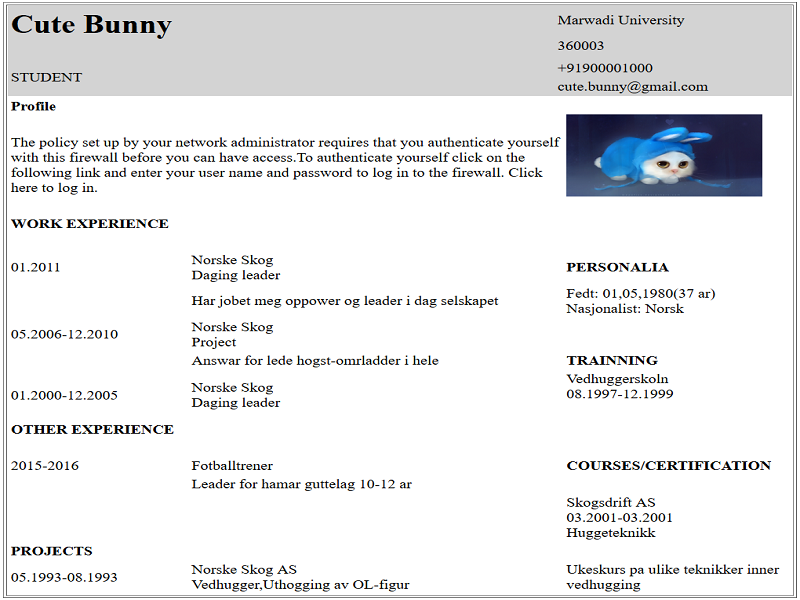 Cute Bunny
STUDENT
Marwadi University
360003
+91900001000
cute.bunny@gmail.com
Profile
The policy set up by your network administrator requires that you authenticate yourself
with this firewall before you can have access.To authenticate yourself click on the
following link and enter your user name and password to log in to the firewall. Click
here to log in.
WORK EXPERIENCE
01.2011
Norske Skog
Daging leader
Har jobet meg oppower og leader i dag selskapet
05.2006-12.2010
Norske Skog
Project
Answar for lede hogst-omrladder i hele
01.2000-12.2005
Norske Skog
Daging leader
PERSONALIA
Fedt: 01,05,1980(37 ar)
Nasjonalist: Norsk
TRAINNING
Vedhuggerskoln
08.1997-12.1999
OTHER EXPERIENCE
2015-2016
Fotballtrener
Leader for hamar guttelag 10-12 ar
COURSES/CERTIFICATION
Skogsdrift AS
03.2001-03.2001
Huggeteknikk
PROJECTS
05.1993-08.1993
Norske Skog AS
Vedhugger,Uthogging av OL-figur
Ukeskurs pa ulike teknikker inner
vedhugging